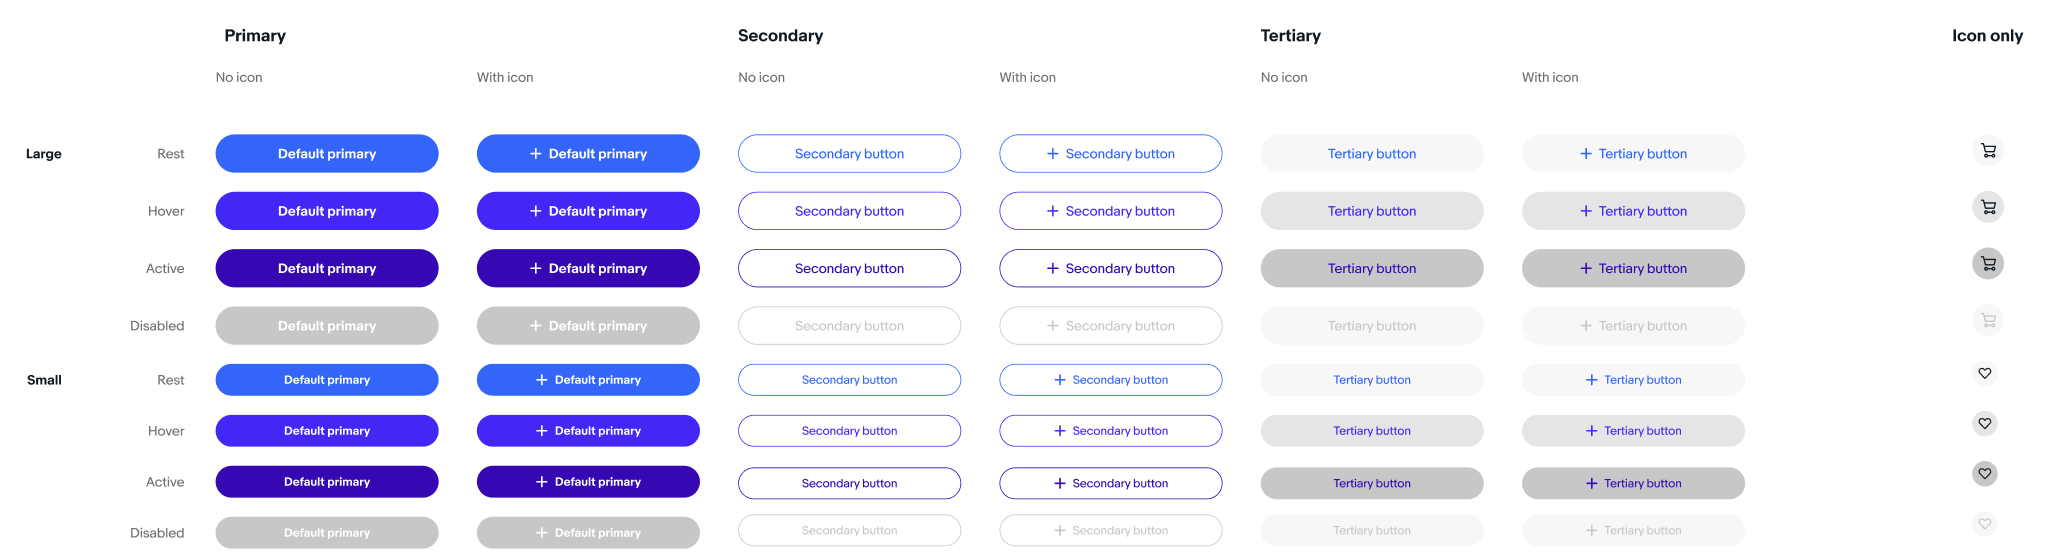 Primary Secondary Tertiary Icon only
No icon With icon No icon With icon No icon With icon
Large Rest Default primary Default primary Secondary button Secondary button Tertiary button Tertiary button
Hover Default primary Default primary Secondary button Secondary button Tertiary button Tertiary button
Active Default primary Default primary Secondary button Secondary button Tertiary button Tertiary button
Disabled Default primary Default primary Secondary button Secondary button Tertiary button Tertiary button
Small Rest Default primary Default primary Secondary button Secondary button Tertiary button Tertiary button
Hover Default primary Default primary Secondary button Secondary button Tertiary button Tertiary button
Active Default primary Default primary Secondary button Secondary button Tertiary button Tertiary button
Disabled Default primary Default primary Secondary button Secondary button Tertiary button Tertiary button